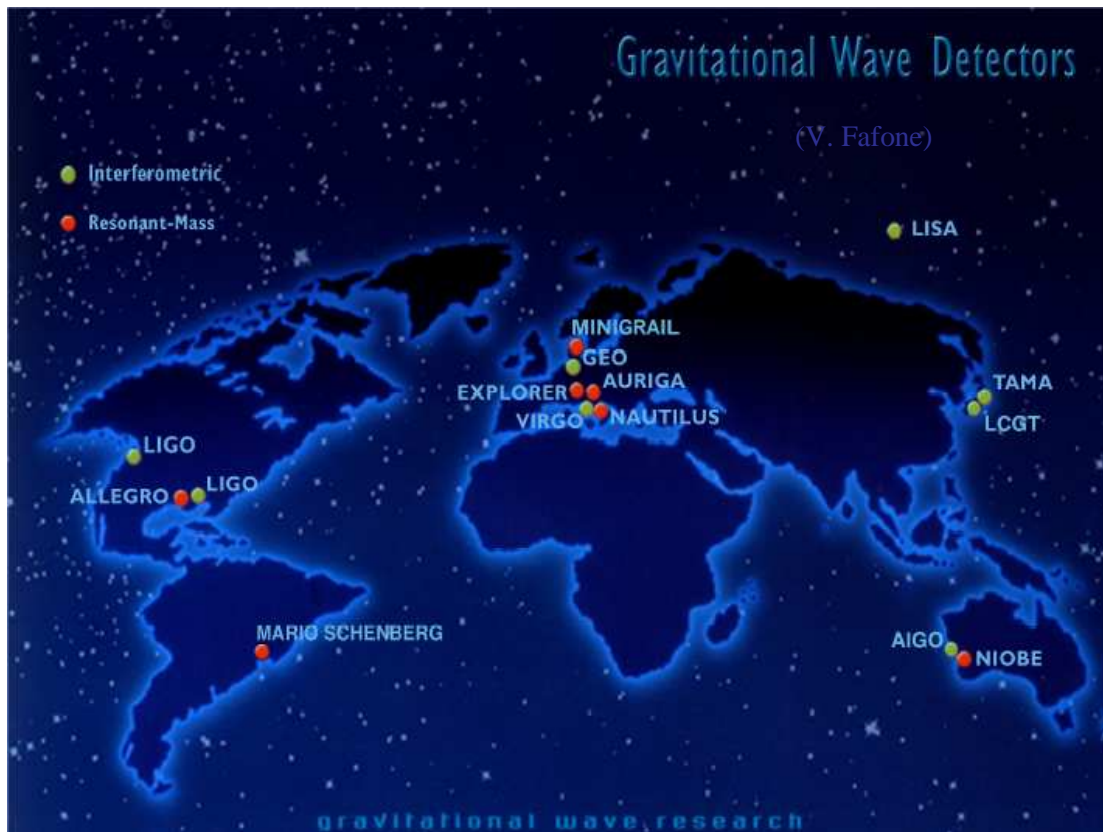 Gravitational Wave Detectors
(V. Fafone)
Interferometric
Resonant-Mass
LISA
MINIGRAIL
GEO
EXPLORER
AURIGA
VIRGO
NAUTILUS
TAMA
LCGT
LIGO
ALLEGRO
LIGO
MARIO SCHENBERG
AIGO
NIOBE
gravitational wave research